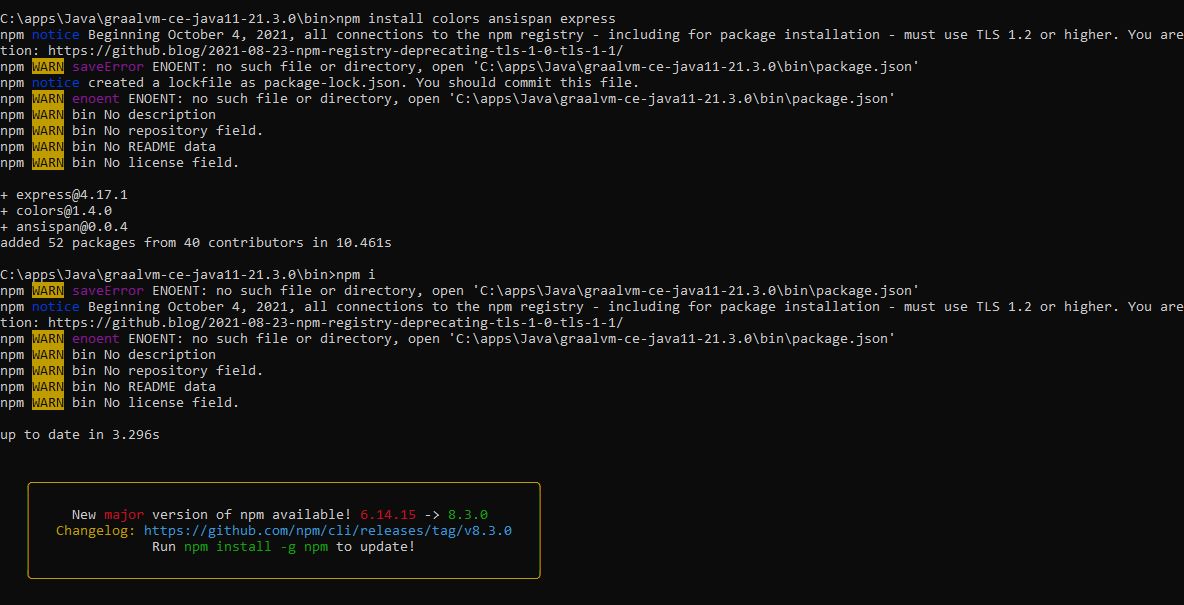 C:\apps\Java\graalvm-ce-java11-21.3.0\bin>npm install colors ansispan express
npm notice Beginning October 4, 2021, all connections to the npm registry - including for package installation - must use TLS 1.2 or higher. You are
tion: https://github.blog/2021-08-23-npm-registry-deprecating-tls-1-0-tls-1-1/
npm WARN saveError ENOENT: no such file or directory, open 'C:\apps\Java\graalvm-ce-java11-21.3.0\bin\package.json'
npm notice created a lockfile as package-lock.json. You should commit this file.
npm WARN enoent ENOENT: no such file or directory, open 'C:\apps\Java\graalvm-ce-java11-21.3.0\bin\package.json'
npm WARN bin No description
npm WARN bin No repository field.
npm WARN bin No README data
npm WARN bin No license field.
+ express@4.17.1
+ colors@1.4.0
+ ansispan@0.0.4
added 52 packages from 40 contributors in 10.461s
C:\apps\Java\graalvm-ce-java11-21.3.0\bin>npm i
npm WARN saveError ENOENT: no such file or directory, open 'C:\apps\Java\graalvm-ce-java11-21.3.0\bin\package.json'
npm notice Beginning October 4, 2021, all connections to the npm registry - including for package installation - must use TLS 1.2 or higher. You are
tion: https://github.blog/2021-08-23-npm-registry-deprecating-tls-1-0-tls-1-1/
npm WARN enoent ENOENT: no such file or directory, open 'C:\apps\Java\graalvm-ce-java11-21.3.0\bin\package.json'
npm WARN bin No description
npm WARN bin No repository field.
npm WARN bin No README data
npm WARN bin No license field.
up to date in 3.296s
New major version of npm available! 6.14.15 -> 8.3.0
Changelog: https://github.com/npm/cli/releases/tag/v8.3.0
Run npm install -g npm to update!